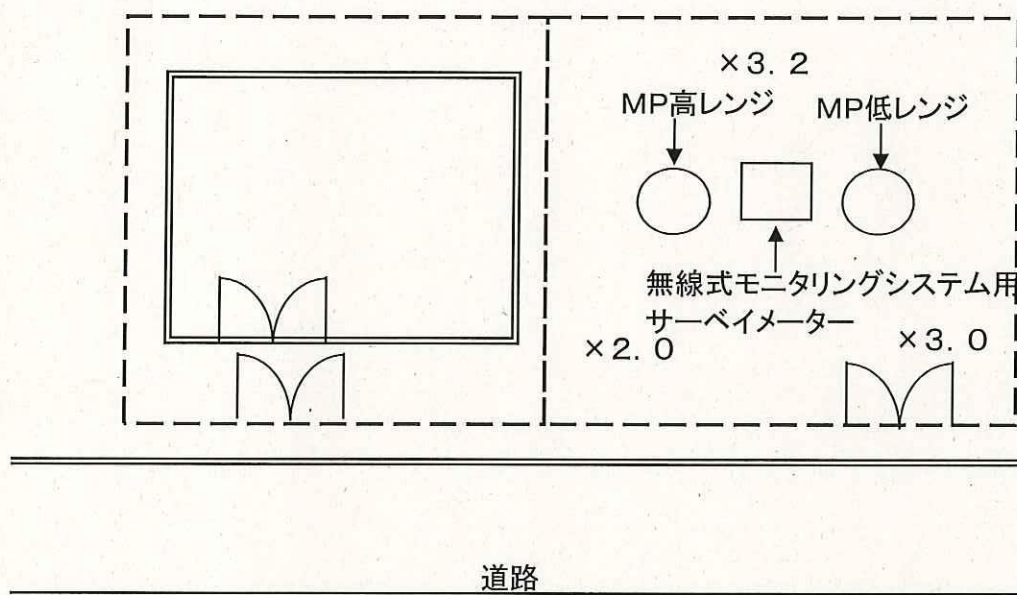 ×3.2
MP高レンジ
MP低レンジ
無線式モニタリングシステム用
サーベイメーター
×2.0
×3.0
道路